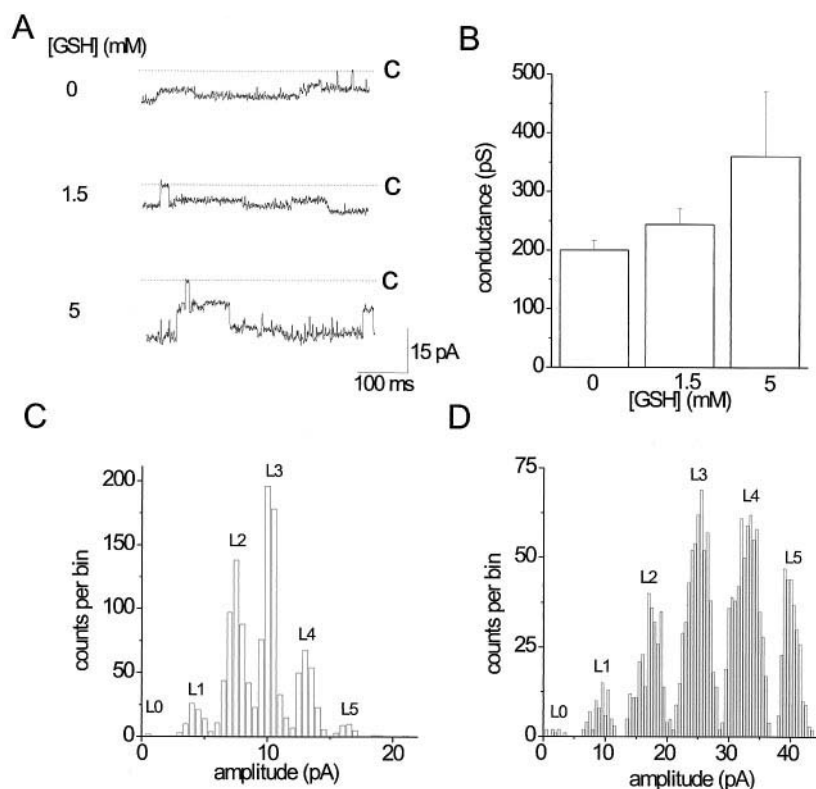 A
[GSH] (mM)
0
C
1.5
C
5
C
15 pA
100 ms
B
conductance (pS)
500
450
300
350
200
250
100
0
0
1.5
5
[GSH] (mM)
C
counts per bin
200
150
100
50
0
L0
L1
L2
L3
L4
L5
0
10
20
amplitude (pA)
D
counts per bin
75
50
25
0
L0
L1
L2
L3
L4
L5
0
10
20
30
40
amplitude (pA)